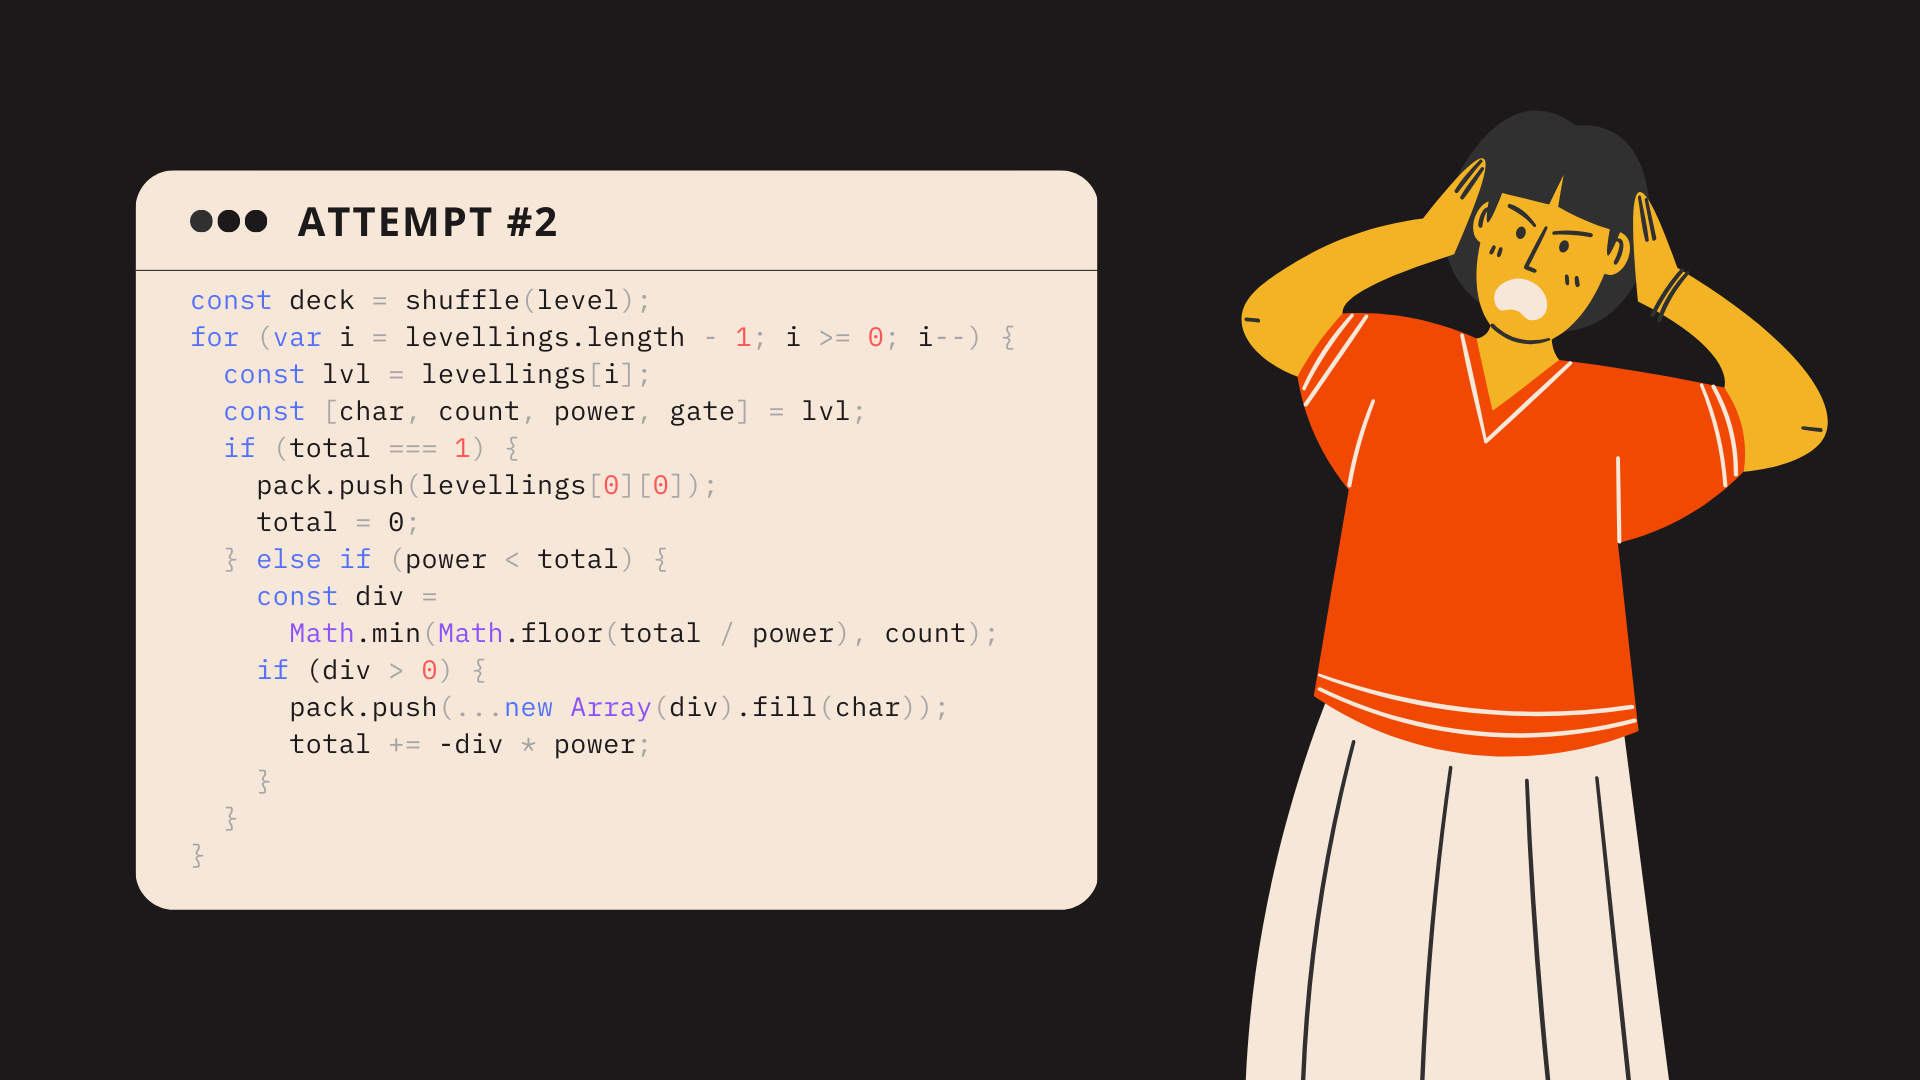 ATTEMPT #2
const deck = shuffle(level);
for (var i = levellings.length - 1; i >= 0; i--) {
  const lvl = levellings[i];
  const [char, count, power, gate] = lvl;
  if (total === 1) {
    pack.push(levellings[0][0]);
    total = 0;
  } else if (power < total) {
    const div =
      Math.min(Math.floor(total / power), count);
    if (div > 0) {
      pack.push(...new Array(div).fill(char));
      total += -div * power;
    }
  }
}